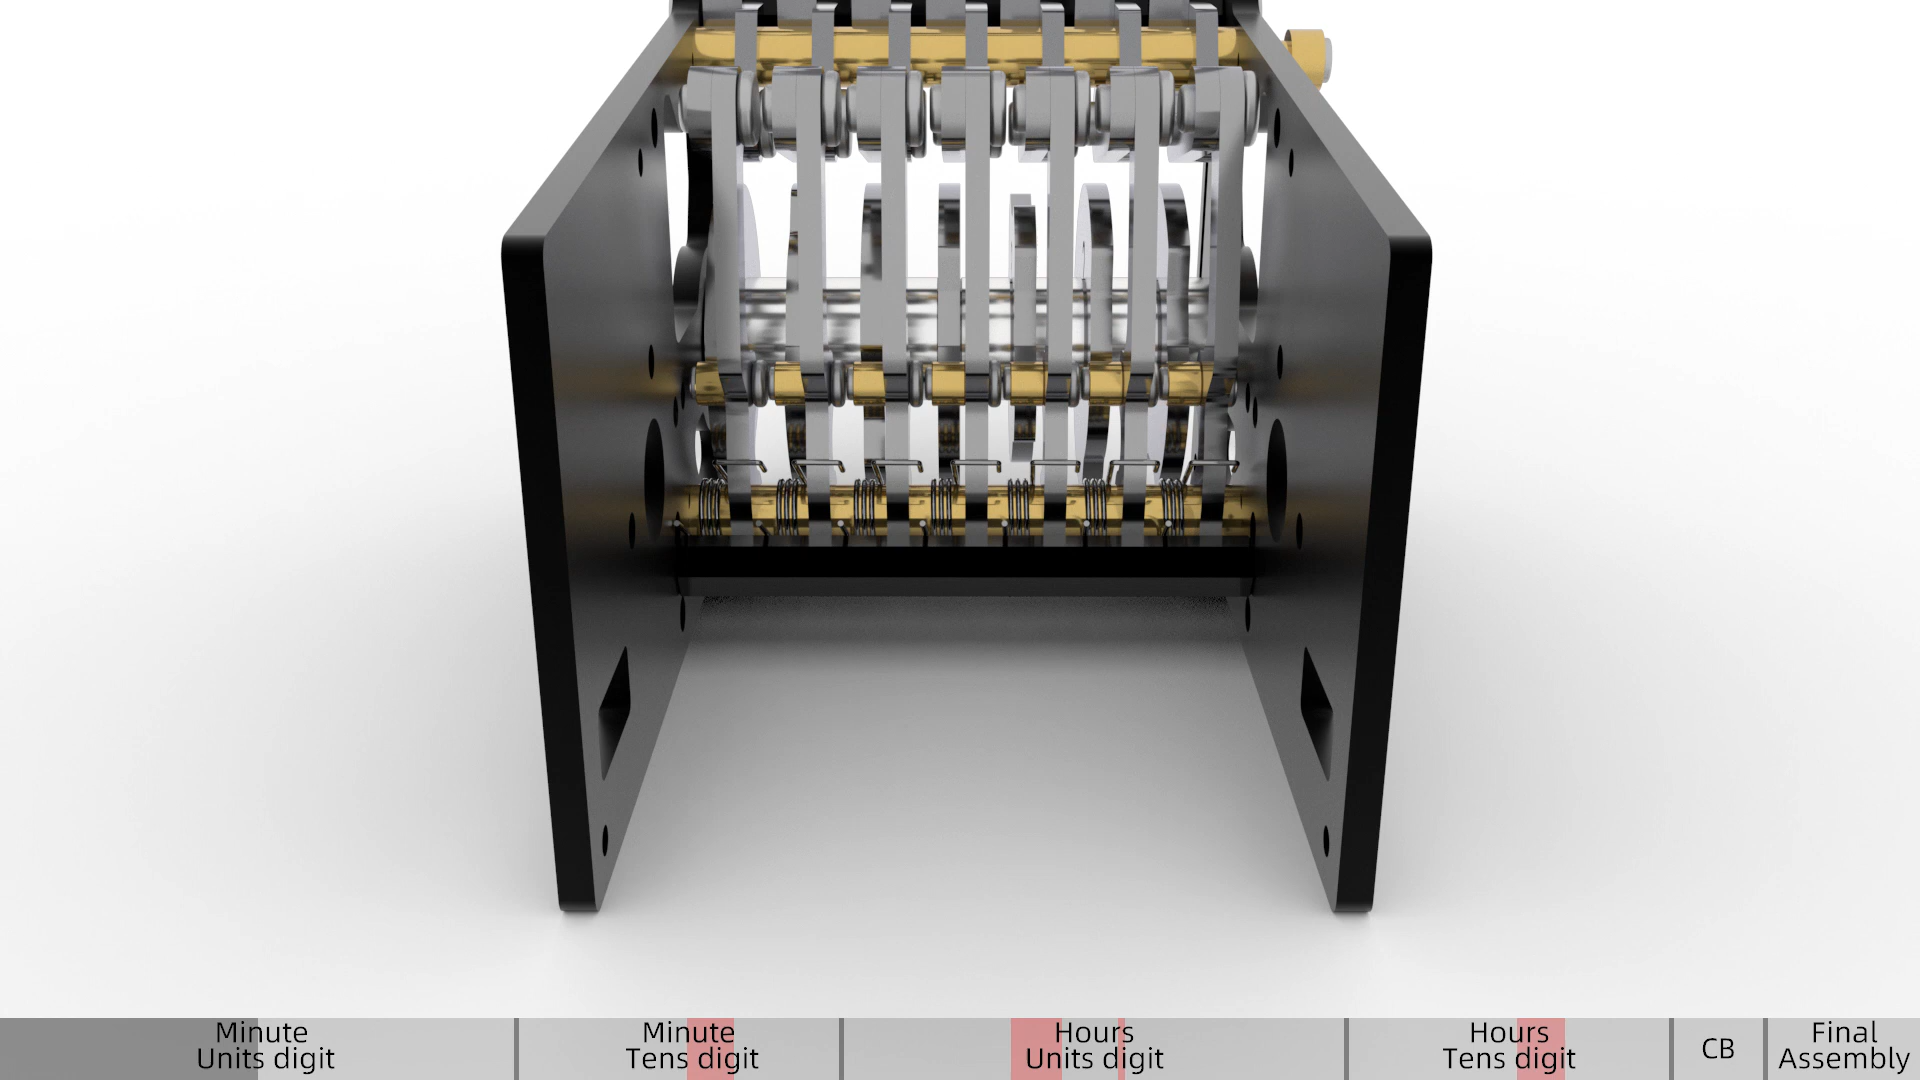 Minute
Units digit
Minute
Tens digit
Hours
Units digit
Hours
Tens digit
CB
Final
Assembly